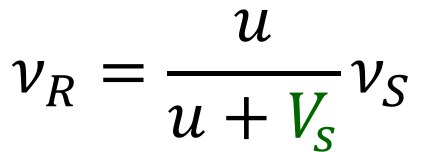 ν_R = u / (u + V_s) ν_S